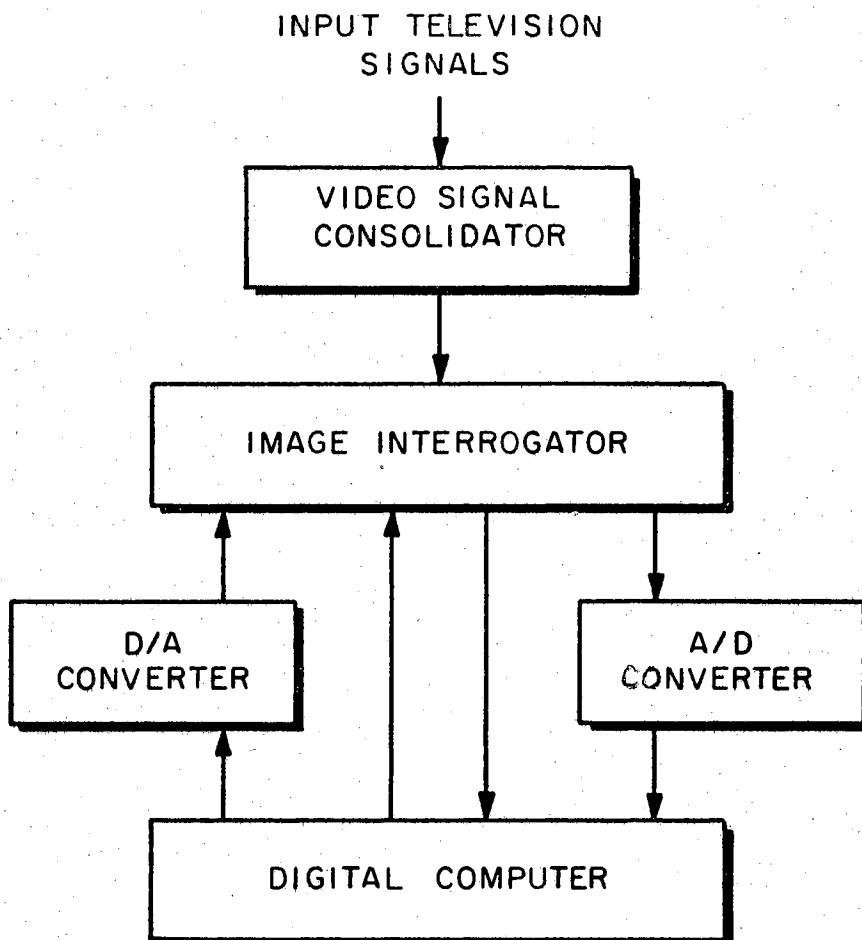 INPUT TELEVISION
SIGNALS
VIDEO SIGNAL
CONSOLIDATOR
IMAGE INTERROGATOR
D/A
CONVERTER
A/D
CONVERTER
DIGITAL COMPUTER